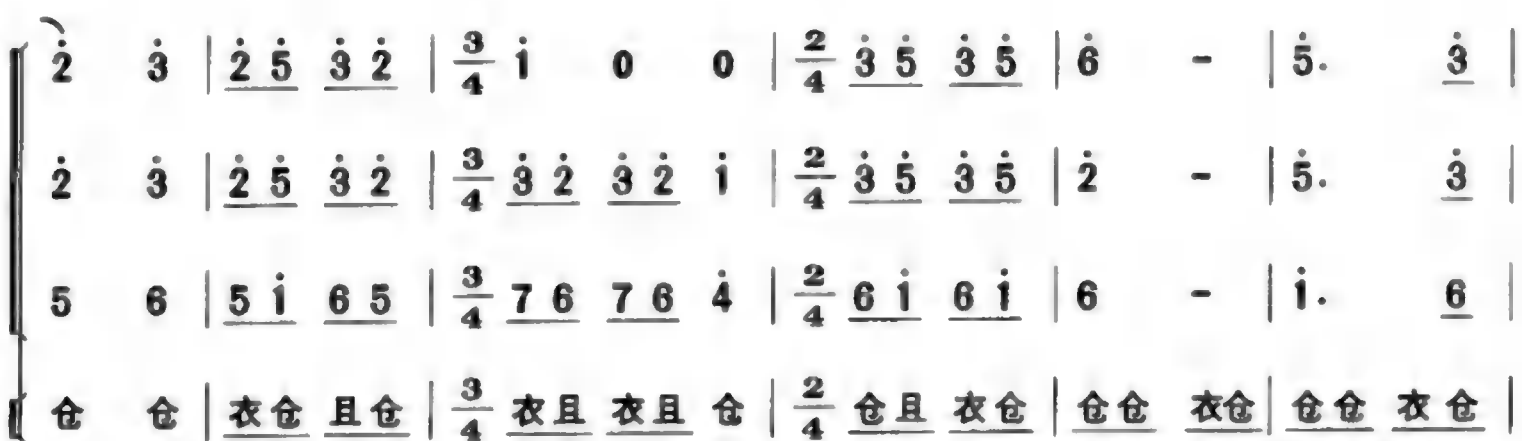 2̇ 3̇ | 2̇ 5̇ 3̇ 2̇ | 3/4 1̇ 0 0 | 2/4 3̇ 5̇ 3̇ 5̇ | 6̇ - | 5̇. 3̇ |
2̇ 3̇ | 2̇ 5̇ 3̇ 2̇ | 3/4 3̇ 2̇ 3̇ 2̇ 1̇ | 2/4 3̇ 5̇ 3̇ 5̇ | 2̇ - | 5̇. 3̇ |
5 6 | 5 1̇ 6 5 | 3/4 7 6 7 6 4̇ | 2/4 6 1̇ 6 1̇ | 6 - | 1̇. 6 |
仓 仓 | 衣仓 且仓 | 3/4 衣且 衣且 仓 | 2/4 仓且 衣仓 | 仓仓 衣仓 | 仓仓 衣仓 |